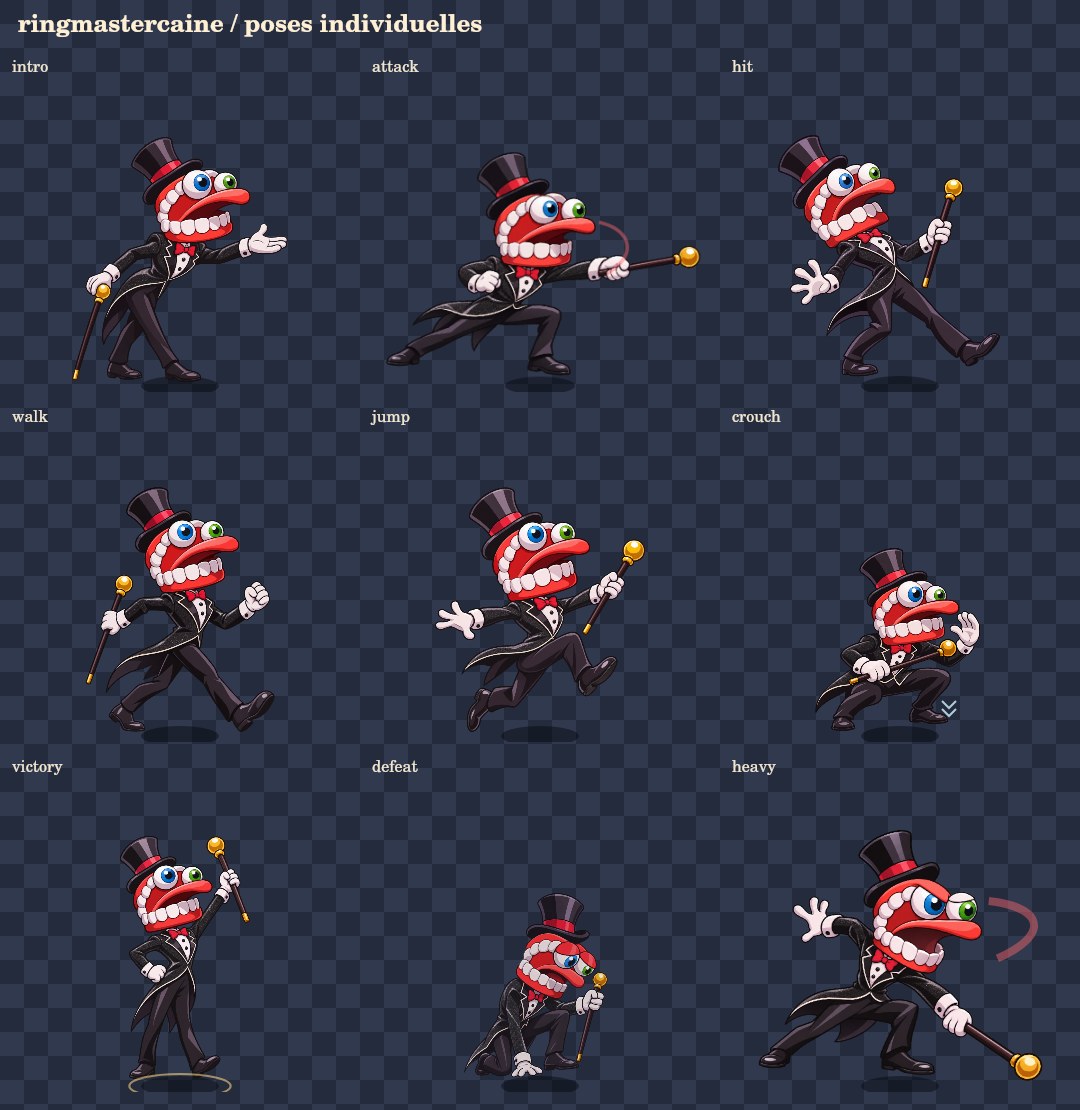 ringmastercaine / poses individuelles
intro
attack
hit
walk
jump
crouch
victory
defeat
heavy